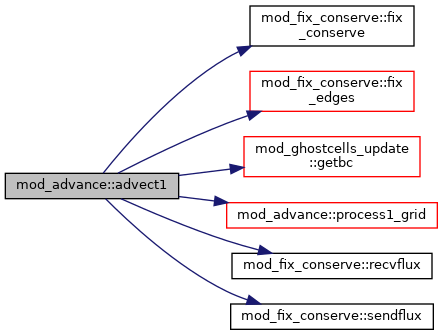 mod_fix_conserve::fix
_conserve
mod_fix_conserve::fix
_edges
mod_ghostcells_update
::getbc
mod_advance::advect1
mod_advance::process1_grid
mod_fix_conserve::recvflux
mod_fix_conserve::sendflux